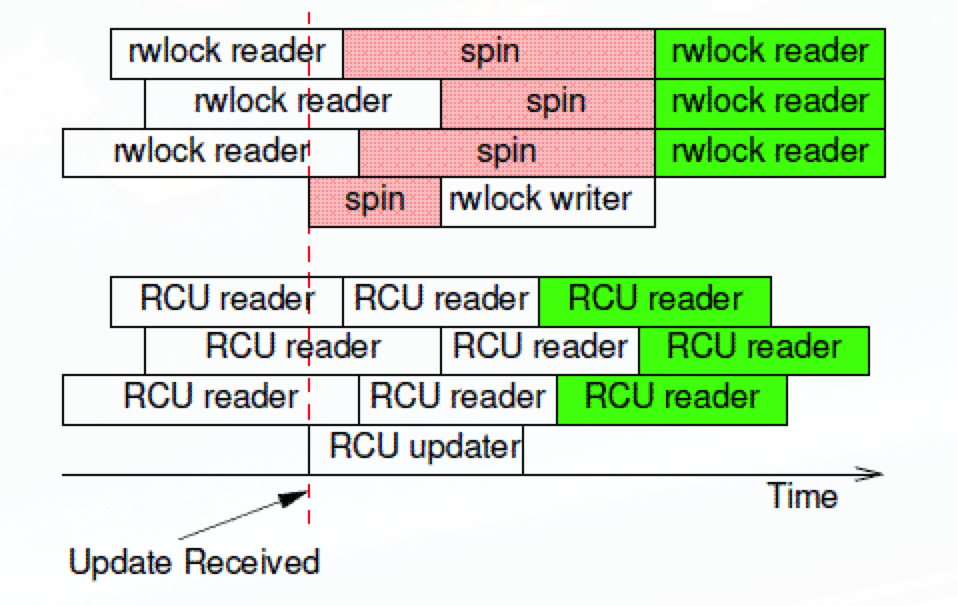 rwlock reader spin rwlock reader
rwlock reader spin rwlock reader
rwlock reader spin rwlock reader
spin rwlock writer
RCU reader RCU reader RCU reader
RCU reader RCU reader RCU reader
RCU reader RCU reader RCU reader
RCU updater
Time
Update Received